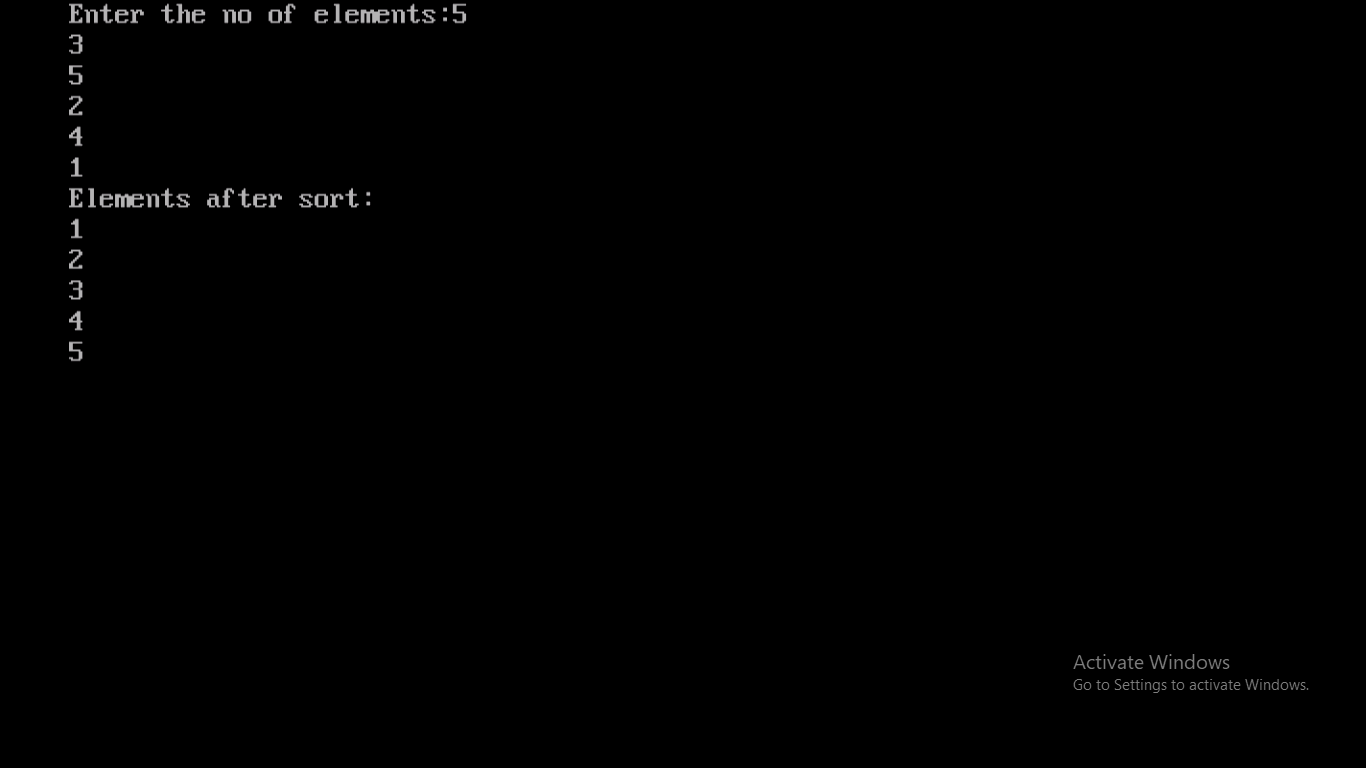 Enter the no of elements:5
3
5
2
4
1
Elements after sort:
1
2
3
4
5
Activate Windows
Go to Settings to activate Windows.